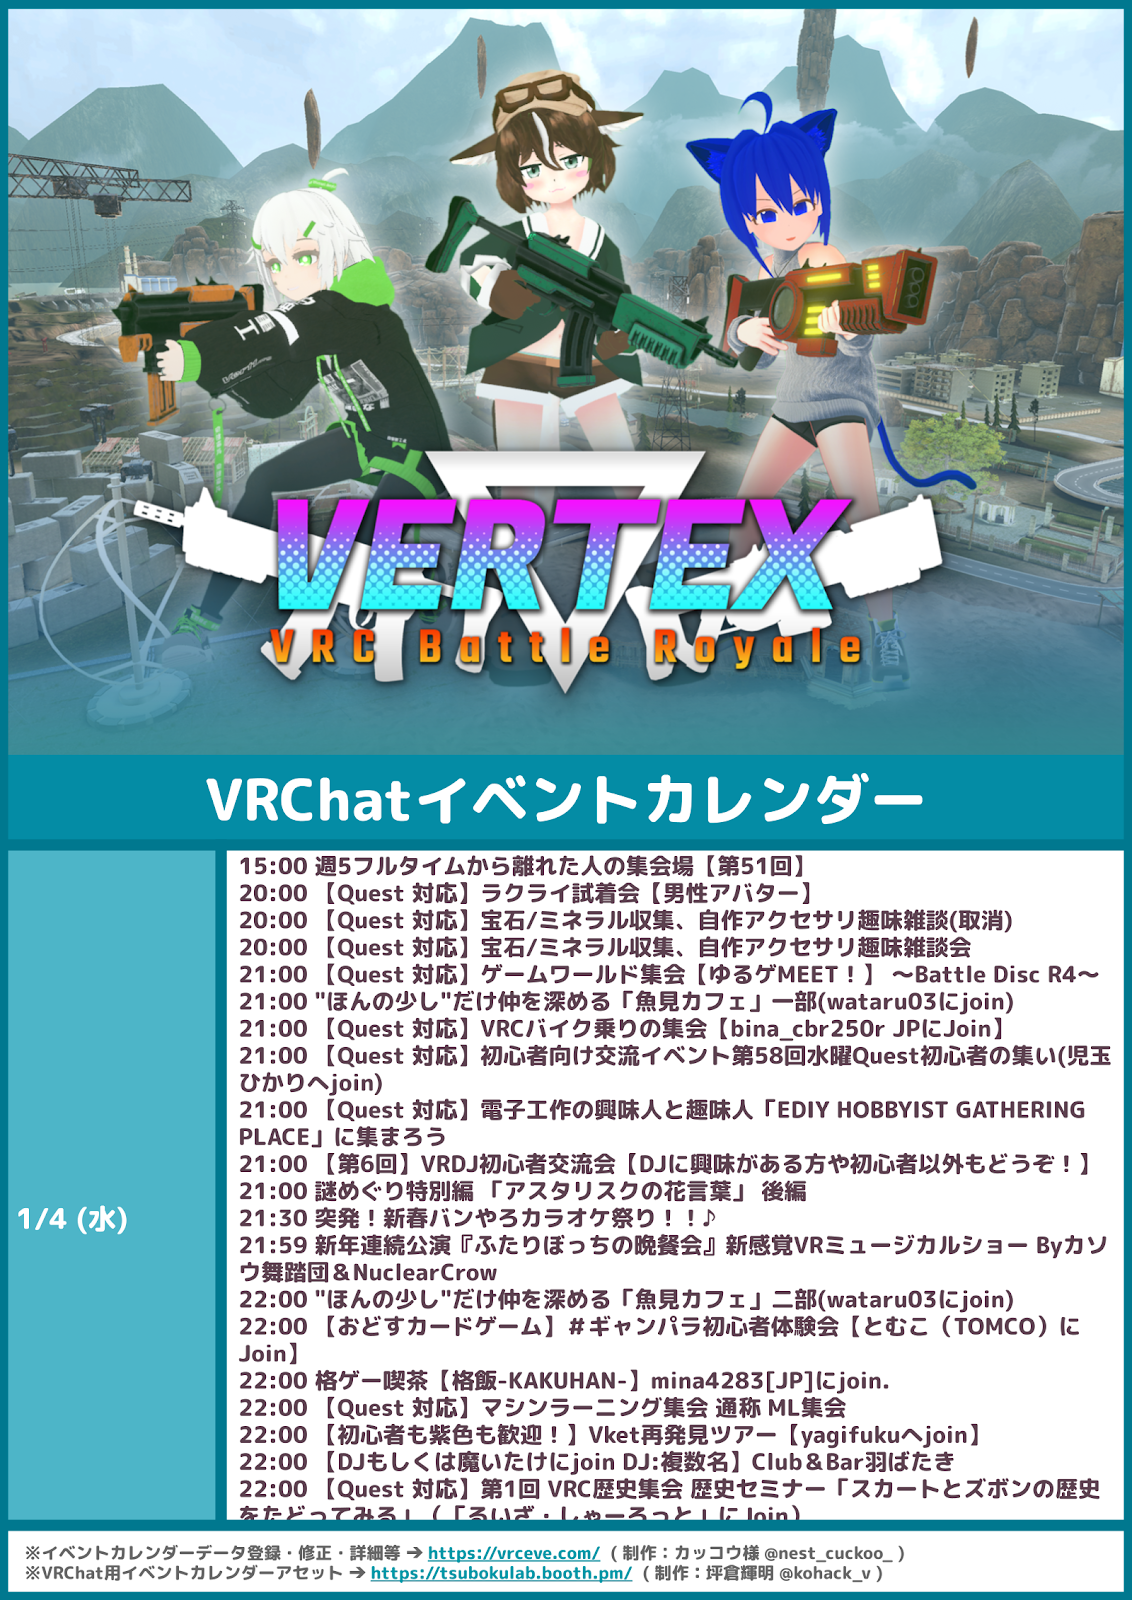 VERTEX
VRC Battle Royale
VRChatイベントカレンダー
1/4 (水)
15:00 週5フルタイムから離れた人の集会場【第51回】
20:00 【Quest 対応】ラクライ試着会【男性アバター】
20:00 【Quest 対応】宝石/ミネラル収集、自作アクセサリ趣味雑談(取消)
20:00 【Quest 対応】宝石/ミネラル収集、自作アクセサリ趣味雑談会
21:00 【Quest 対応】ゲームワールド集会【ゆるゲMEET！】 〜Battle Disc R4〜
21:00 "ほんの少し"だけ仲を深める「魚見カフェ」一部(wataru03にjoin)
21:00 【Quest 対応】VRCバイク乗りの集会【bina_cbr250r JPにJoin】
21:00 【Quest 対応】初心者向け交流イベント第58回水曜Quest初心者の集い(児玉
ひかりへjoin)
21:00 【Quest 対応】電子工作の興味人と趣味人「EDIY HOBBYIST GATHERING
PLACE」に集まろう
21:00 【第6回】VRDJ初心者交流会【DJに興味がある方や初心者以外もどうぞ！】
21:00 謎めぐり特別編 「アスタリスクの花言葉」 後編
21:30 突発！新春バンやろカラオケ祭り！！♪
21:59 新年連続公演『ふたりぼっちの晩餐会』新感覚VRミュージカルショー Byカソ
ウ舞踏団＆NuclearCrow
22:00 "ほんの少し"だけ仲を深める「魚見カフェ」二部(wataru03にjoin)
22:00 【おどすカードゲーム】＃ギャンパラ初心者体験会【とむこ（TOMCO）に
Join】
22:00 格ゲー喫茶【格飯-KAKUHAN-】mina4283[JP]にjoin.
22:00 【Quest 対応】マシンラーニング集会 通称 ML集会
22:00 【初心者も紫色も歓迎！】Vket再発見ツアー【yagifukuへjoin】
22:00 【DJもしくは魔いたけにjoin DJ:複数名】Club＆Bar羽ばたき
22:00 【Quest 対応】第1回 VRC歴史集会 歴史セミナー「スカートとズボンの歴史
をたどってみる」（「るいざ・しゃーろっと」にJoin）
※イベントカレンダーデータ登録・修正・詳細等 ➔ https://vrceve.com/ ( 制作：カッコウ様 @nest_cuckoo_ )
※VRChat用イベントカレンダーアセット ➔ https://tsubokulab.booth.pm/ ( 制作：坪倉輝明 @kohack_v )